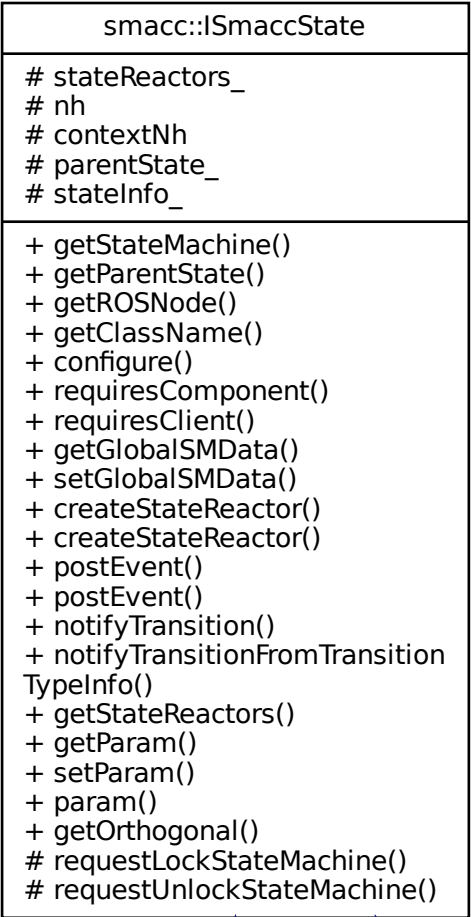 smacc::ISmaccState
# stateReactors_
# nh
# contextNh
# parentState_
# stateInfo_
+ getStateMachine()
+ getParentState()
+ getROSNode()
+ getClassName()
+ configure()
+ requiresComponent()
+ requiresClient()
+ getGlobalSMData()
+ setGlobalSMData()
+ createStateReactor()
+ createStateReactor()
+ postEvent()
+ postEvent()
+ notifyTransition()
+ notifyTransitionFromTransition
TypeInfo()
+ getStateReactors()
+ getParam()
+ setParam()
+ param()
+ getOrthogonal()
# requestLockStateMachine()
# requestUnlockStateMachine()